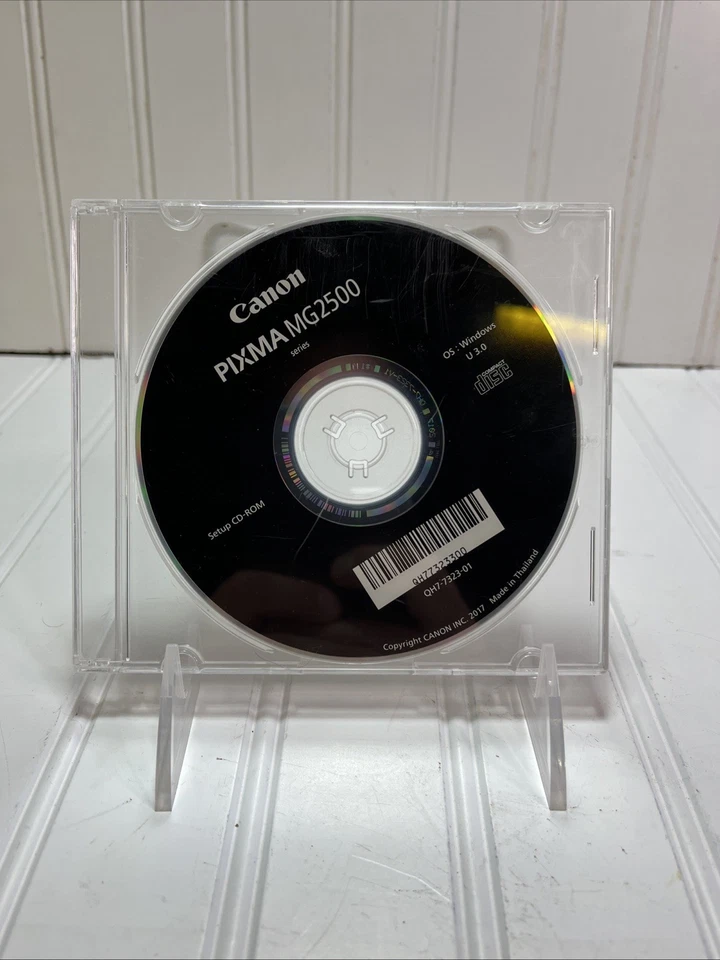 Canon
PIXMA MG2500
series
OS : Windows
U 3.0
COMPACT
disc
Setup CD-ROM
QH77323300
QH7-7323-01
Copyright CANON INC. 2017 Made in Thailand